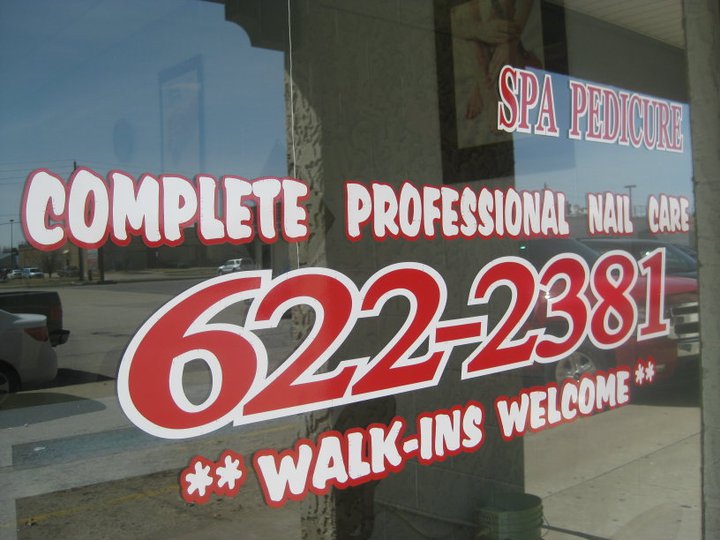 SPA PEDICURE
COMPLETE PROFESSIONAL NAIL CARE
622-2381
**WALK-INS WELCOME**